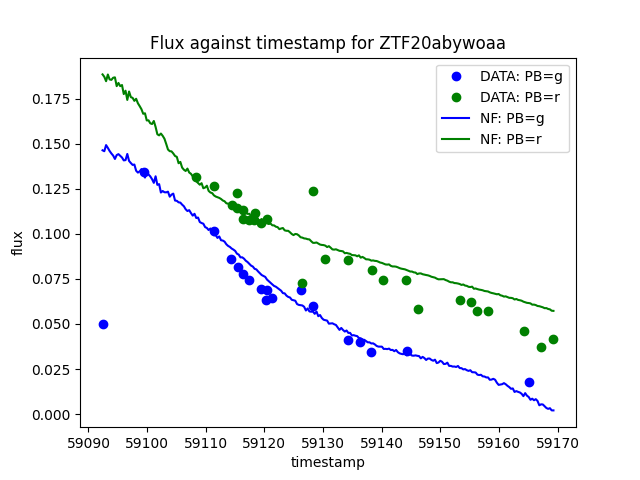 Flux against timestamp for ZTF20abywoaa
DATA: PB=g
DATA: PB=r
NF: PB=g
NF: PB=r
flux
0.175
0.150
0.125
0.100
0.075
0.050
0.025
0.000
59090 59100 59110 59120 59130 59140 59150 59160 59170
timestamp